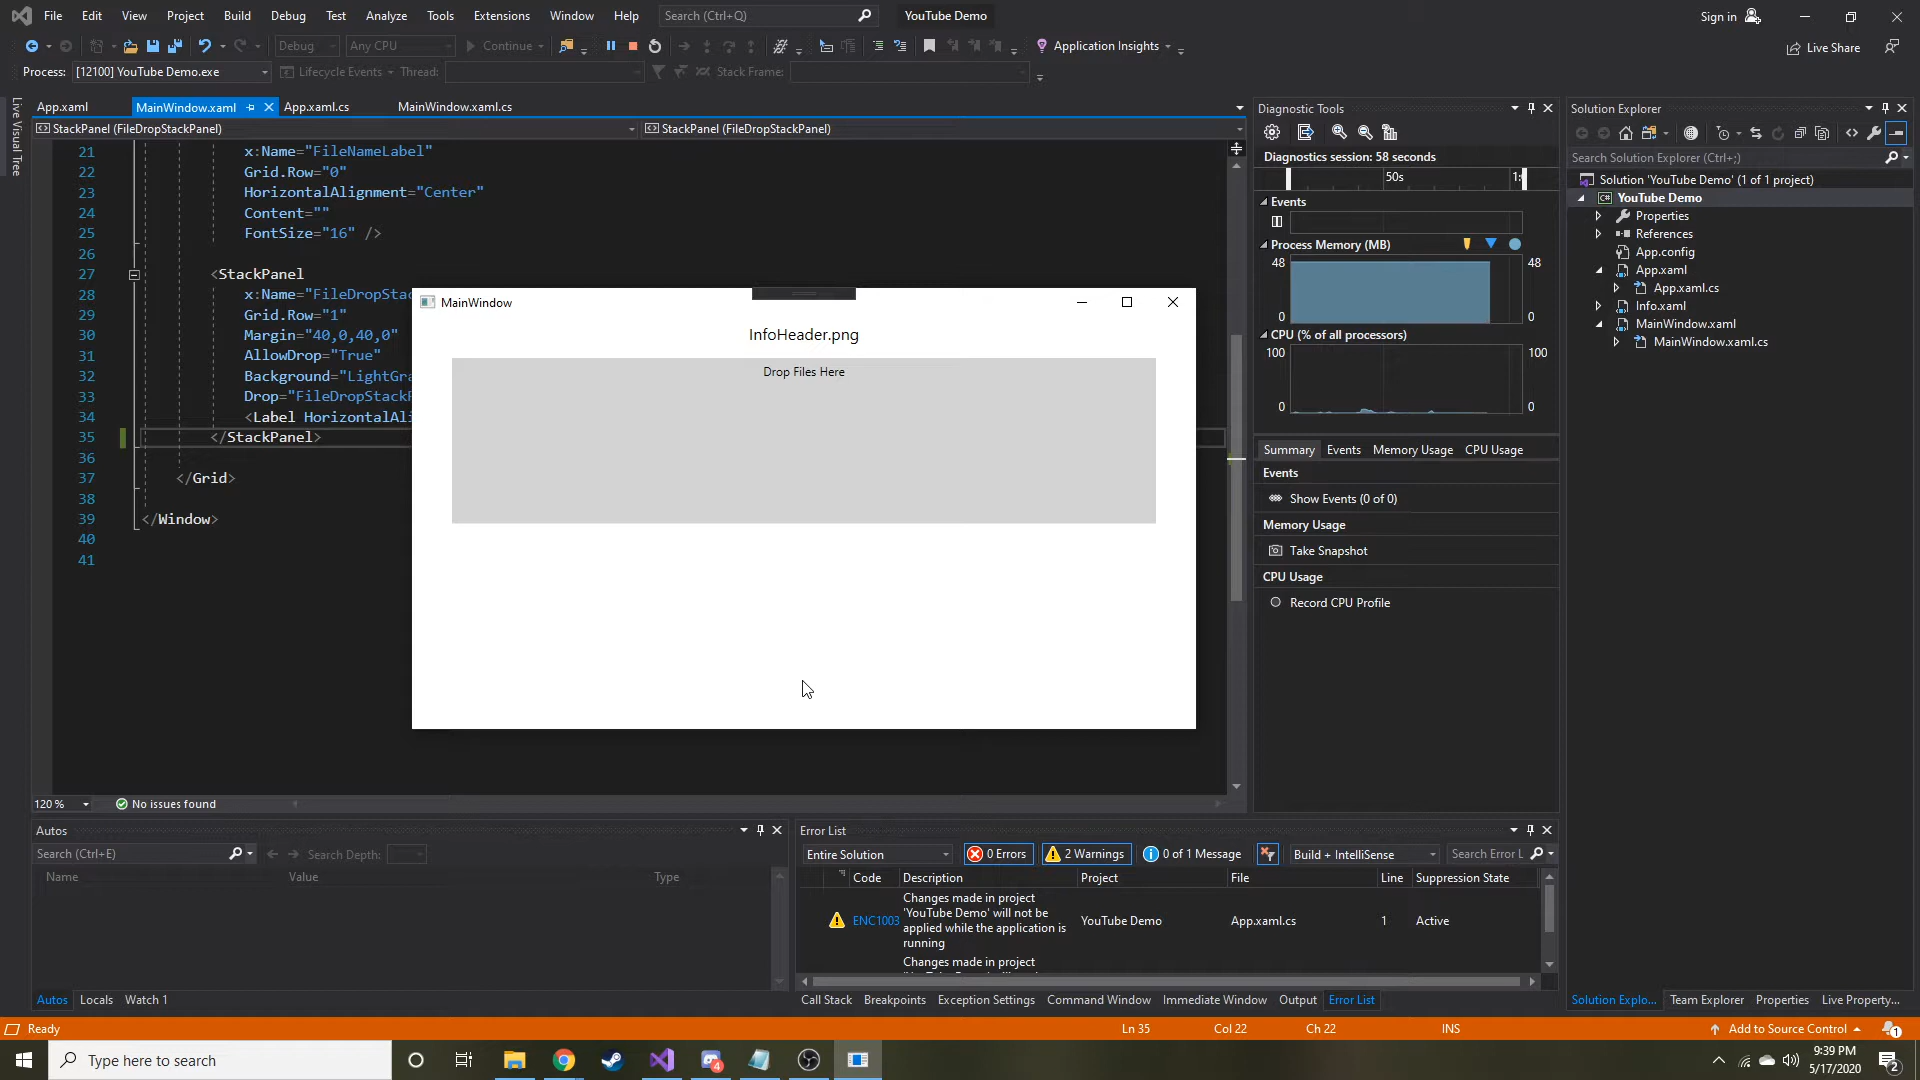 File Edit View Project Build Debug Test Analyze Tools Extensions Window Help Search (Ctrl+Q) YouTube Demo Sign in
Debug Any CPU Continue Application Insights Live Share
Process: [12100] YouTube Demo.exe Lifecycle Events Thread: Stack Frame:
Live Visual Tree
App.xaml MainWindow.xaml App.xaml.cs MainWindow.xaml.cs
StackPanel (FileDropStackPanel) StackPanel (FileDropStackPanel)
21 x:Name="FileNameLabel"
22 Grid.Row="0"
23 HorizontalAlignment="Center"
24 Content=""
25 FontSize="16" />
26
27 <StackPanel
28 x:Name="FileDropStac
29 Grid.Row="1"
30 Margin="40,0,40,0"
31 AllowDrop="True"
32 Background="LightGra
33 Drop="FileDropStackP
34 <Label HorizontalAli
35 </StackPanel>
36
37 </Grid>
38
39 </Window>
40
41
MainWindow
InfoHeader.png
Drop Files Here
120 % No issues found
Diagnostic Tools
Diagnostics session: 58 seconds
50s
Events
Process Memory (MB)
48 48
0 0
CPU (% of all processors)
100 100
0 0
Summary Events Memory Usage CPU Usage
Events
Show Events (0 of 0)
Memory Usage
Take Snapshot
CPU Usage
Record CPU Profile
Solution Explorer
Search Solution Explorer (Ctrl+;)
Solution 'YouTube Demo' (1 of 1 project)
C# YouTube Demo
Properties
References
App.config
App.xaml
App.xaml.cs
Info.xaml
MainWindow.xaml
MainWindow.xaml.cs
Autos
Search (Ctrl+E) Search Depth:
Name Value Type
Autos Locals Watch 1
Error List
Entire Solution 0 Errors 2 Warnings 0 of 1 Message Build + IntelliSense Search Error L
Code Description Project File Line Suppression State
ENC1003 Changes made in project
'YouTube Demo' will not be
applied while the application is
running
YouTube Demo App.xaml.cs 1 Active
Changes made in project
Call Stack Breakpoints Exception Settings Command Window Immediate Window Output Error List
Solution Explo... Team Explorer Properties Live Property...
Ready Ln 35 Col 22 Ch 22 INS Add to Source Control 1
Type here to search
4
9:39 PM
5/17/2020
2